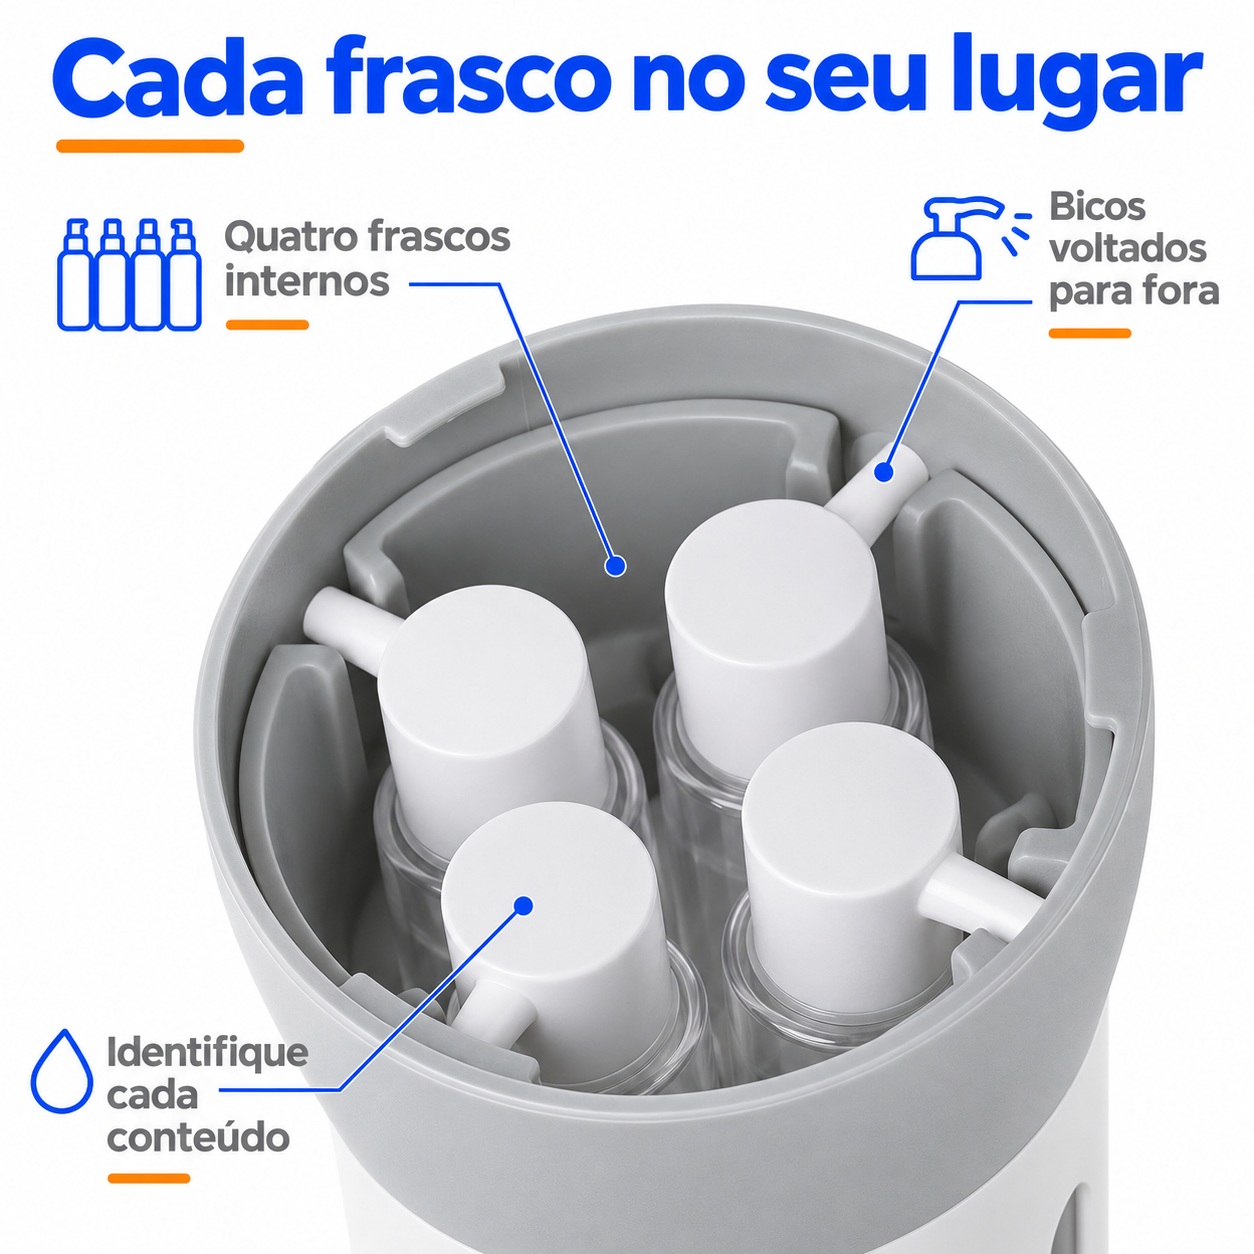 Cada frasco no seu lugar
Quatro frascos
internos
Bicos
voltados
para fora
Identifique
cada
conteúdo